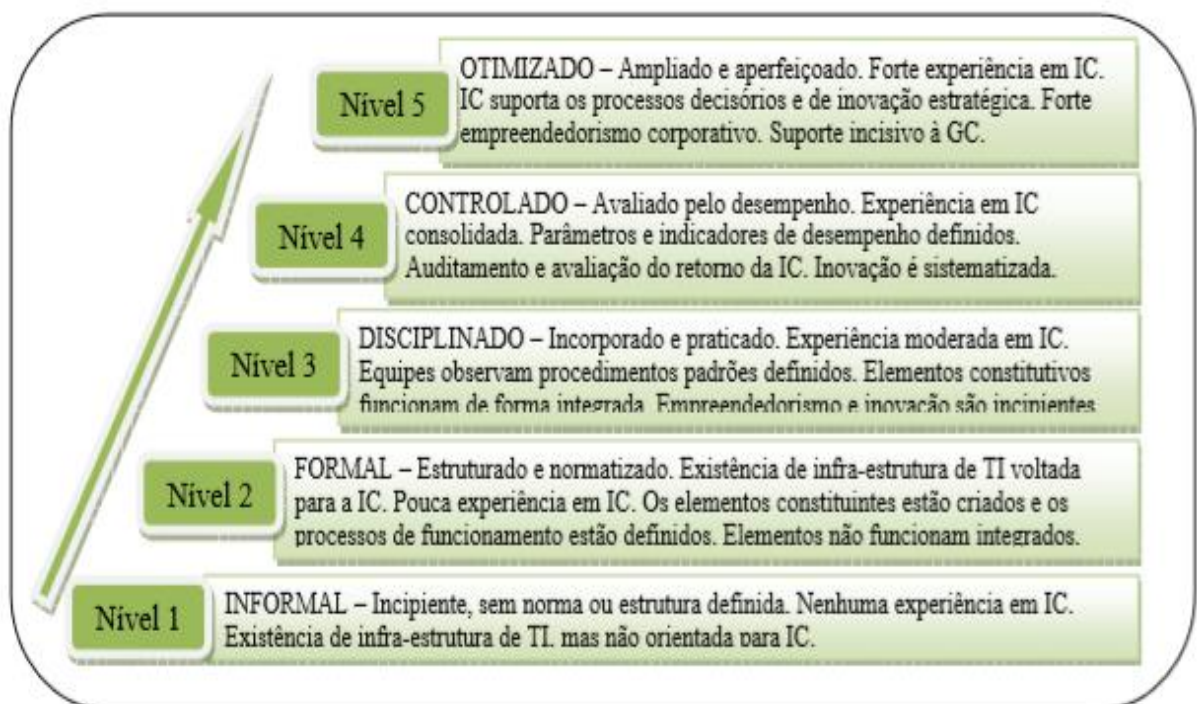 Nível 5
OTIMIZADO – Ampliado e aperfeiçoado. Forte experiência em IC.
IC suporta os processos decisórios e de inovação estratégica. Forte
empreendedorismo corporativo. Suporte incisivo à GC.
Nível 4
CONTROLADO – Avaliado pelo desempenho. Experiência em IC
consolidada. Parâmetros e indicadores de desempenho definidos.
Auditamento e avaliação do retorno da IC. Inovação é sistematizada.
Nível 3
DISCIPLINADO – Incorporado e praticado. Experiência moderada em IC.
Equipes observam procedimentos padrões definidos. Elementos constitutivos
funcionam de forma integrada. Empreendedorismo e inovação são incipientes
Nível 2
FORMAL – Estruturado e normatizado. Existência de infra-estrutura de TI voltada
para a IC. Pouca experiência em IC. Os elementos constituintes estão criados e os
processos de funcionamento estão definidos. Elementos não funcionam integrados.
Nível 1
INFORMAL – Incipiente, sem norma ou estrutura definida. Nenhuma experiência em IC.
Existência de infra-estrutura de TI, mas não orientada para IC.